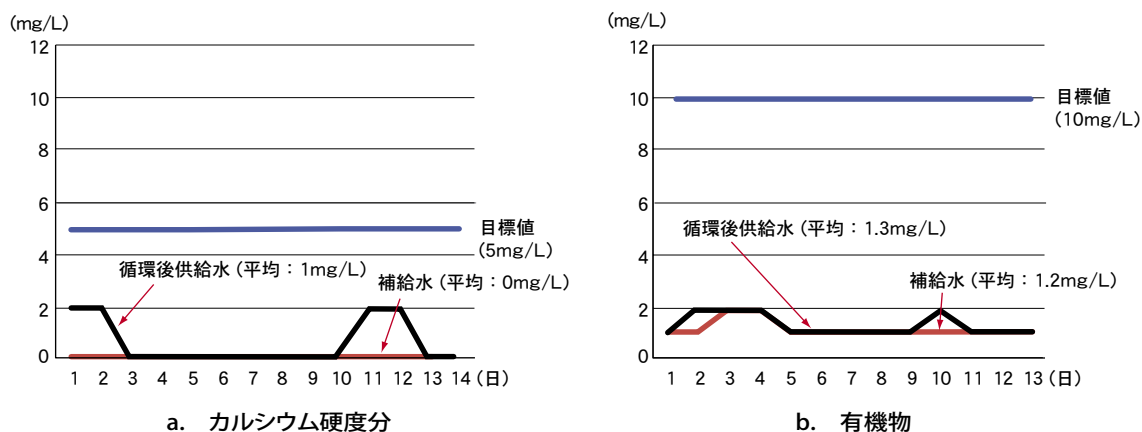 (mg/L)
12
10
8
6
4
2
0
目標値
(5mg/L)
循環後供給水（平均：1mg/L）
補給水（平均：0mg/L）
1 2 3 4 5 6 7 8 9 10 11 12 13 14（日）
a. カルシウム硬度分
(mg/L)
12
10
8
6
4
2
0
目標値
（10mg/L）
循環後供給水（平均：1.3mg/L）
補給水（平均：1.2mg/L）
1 2 3 4 5 6 7 8 9 10 11 12 13（日）
b. 有機物